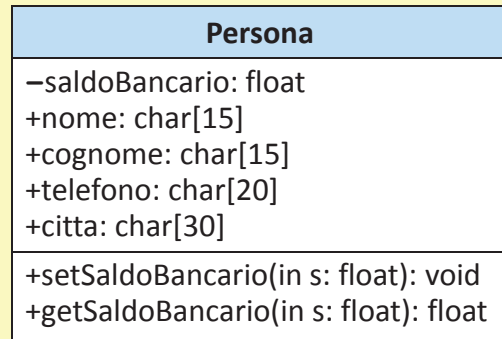 Persona
–saldoBancario: float
+nome: char[15]
+cognome: char[15]
+telefono: char[20]
+citta: char[30]
+setSaldoBancario(in s: float): void
+getSaldoBancario(in s: float): float